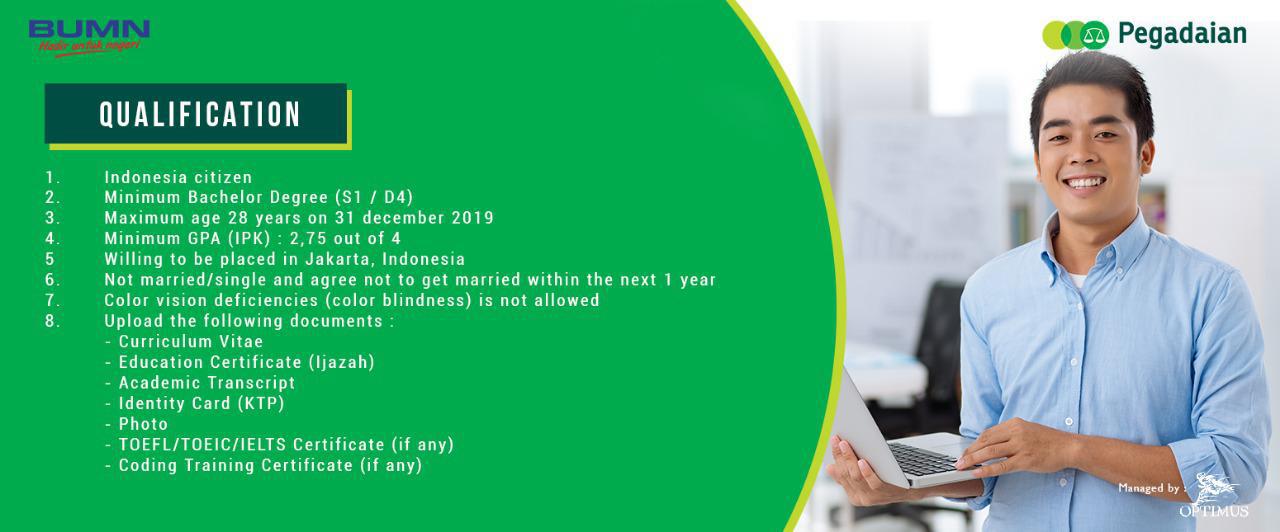 BUMN
Hadir untuk negeri
Pegadaian
QUALIFICATION
1. Indonesia citizen
2. Minimum Bachelor Degree (S1 / D4)
3. Maximum age 28 years on 31 december 2019
4. Minimum GPA (IPK) : 2,75 out of 4
5 Willing to be placed in Jakarta, Indonesia
6. Not married/single and agree not to get married within the next 1 year
7. Color vision deficiencies (color blindness) is not allowed
8. Upload the following documents :
- Curriculum Vitae
- Education Certificate (Ijazah)
- Academic Transcript
- Identity Card (KTP)
- Photo
- TOEFL/TOEIC/IELTS Certificate (if any)
- Coding Training Certificate (if any)
Managed by :
OPTIMUS